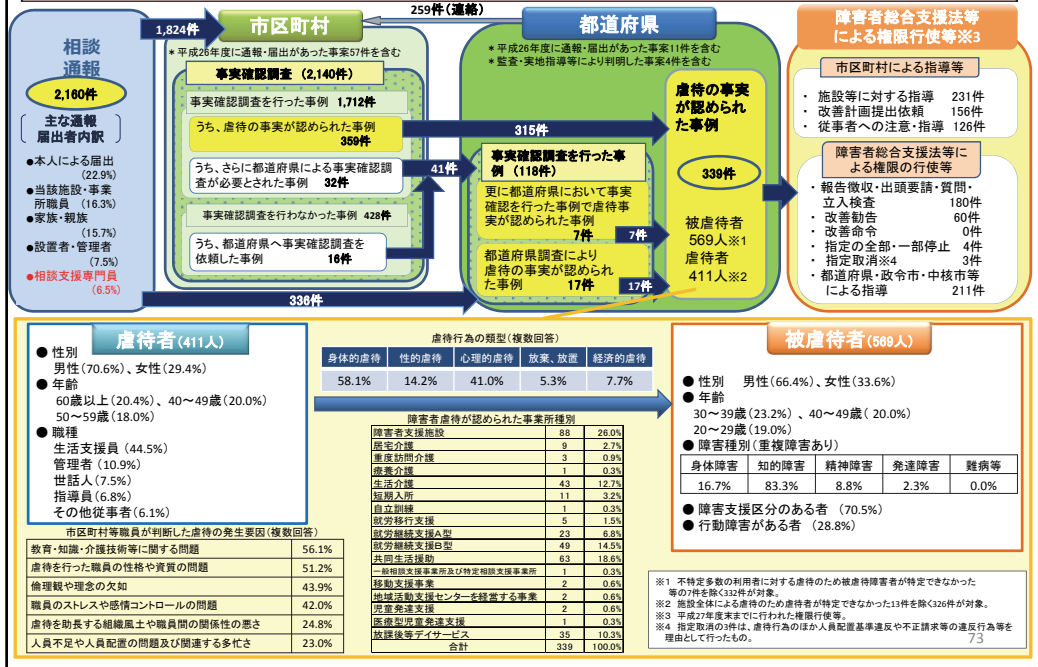 259件（連絡）
相談
通報
2,160件
主な通報
届出者内訳
●本人による届出
(22.9%)
●当該施設・事業
所職員 (16.3%)
●家族・親族
(15.7%)
●設置者・管理者
(7.5%)
●相談支援専門員
(6.5%)
1,824件
市区町村
＊平成26年度に通報・届出があった事案57件を含む
事実確認調査 （2,140件）
事実確認調査を行った事例 1,712件
うち、虐待の事実が認められた事例
359件
うち、さらに都道府県による事実確認調
査が必要とされた事例 32件
事実確認調査を行わなかった事例 428件
うち、都道府県へ事実確認調査を
依頼した事例 16件
315件
41件
336件
都道府県
＊平成26年度に通報・届出があった事案11件を含む
＊監査・実地指導等により判明した事案4件を含む
事実確認調査を行った事
例 （118件）
更に都道府県において事実
確認を行った事例で虐待事
実が認められた事例
7件
都道府県調査により
虐待の事実が認められ
た事例 17件
7件
17件
虐待の事実
が認められ
た事例
339件
被虐待者
569人※1
虐待者
411人※2
障害者総合支援法等
による権限行使等※3
市区町村による指導等
・ 施設等に対する指導 231件
・ 改善計画提出依頼 156件
・ 従事者への注意・指導 126件
障害者総合支援法等に
よる権限の行使等
・報告徴収・出頭要請・質問・
立入検査 180件
・ 改善勧告 60件
・ 改善命令 0件
・ 指定の全部・一部停止 4件
・ 指定取消※4 3件
・都道府県・政令市・中核市等
による指導 211件
虐待者(411人)
● 性別
男性(70.6%)、女性(29.4%)
● 年齢
60歳以上(20.4%)、40～49歳(20.0%)
50～59歳(18.0%)
● 職種
生活支援員 (44.5%)
管理者 (10.9%)
世話人 (7.5%)
指導員 (6.8%)
その他従事者(6.1%)
市区町村等職員が判断した虐待の発生要因(複数回答)
教育・知識・介護技術等に関する問題 56.1%
虐待を行った職員の性格や資質の問題 51.2%
倫理観や理念の欠如 43.9%
職員のストレスや感情コントロールの問題 42.0%
虐待を助長する組織風土や職員間の関係性の悪さ 24.8%
人員不足や人員配置の問題及び関連する多忙さ 23.0%
虐待行為の類型(複数回答)
身体的虐待 性的虐待 心理的虐待 放棄、放置 経済的虐待
58.1% 14.2% 41.0% 5.3% 7.7%
障害者虐待が認められた事業所種別
障害者支援施設 88 26.0%
居宅介護 9 2.7%
重度訪問介護 3 0.9%
療養介護 1 0.3%
生活介護 43 12.7%
短期入所 11 3.2%
自立訓練 1 0.3%
就労移行支援 5 1.5%
就労継続支援A型 23 6.8%
就労継続支援B型 49 14.5%
共同生活援助 63 18.6%
一般相談支援事業所及び特定相談支援事業所 1 0.3%
移動支援事業 2 0.6%
地域活動支援センターを経営する事業 2 0.6%
児童発達支援 2 0.6%
医療型児童発達支援 1 0.3%
放課後等デイサービス 35 10.3%
合計 339 100.0%
被虐待者(569人)
● 性別 男性(66.4%)、女性(33.6%)
● 年齢
30～39歳(23.2%) 、40～49歳( 20.0%)
20～29歳(19.0%)
● 障害種別(重複障害あり)
身体障害 知的障害 精神障害 発達障害 難病等
16.7% 83.3% 8.8% 2.3% 0.0%
● 障害支援区分のある者 (70.5%)
● 行動障害がある者 (28.8%)
※1 不特定多数の利用者に対する虐待のため被虐待障害者が特定できなかった
等の7件を除く332件が対象。
※2 施設全体による虐待のため虐待者が特定できなかった13件を除く326件が対象。
※3 平成27年度末までに行われた権限行使等。
※4 指定取消の3件は、虐待行為のほか人員配置基準違反や不正請求等の違反行為等を
理由として行ったもの。
73